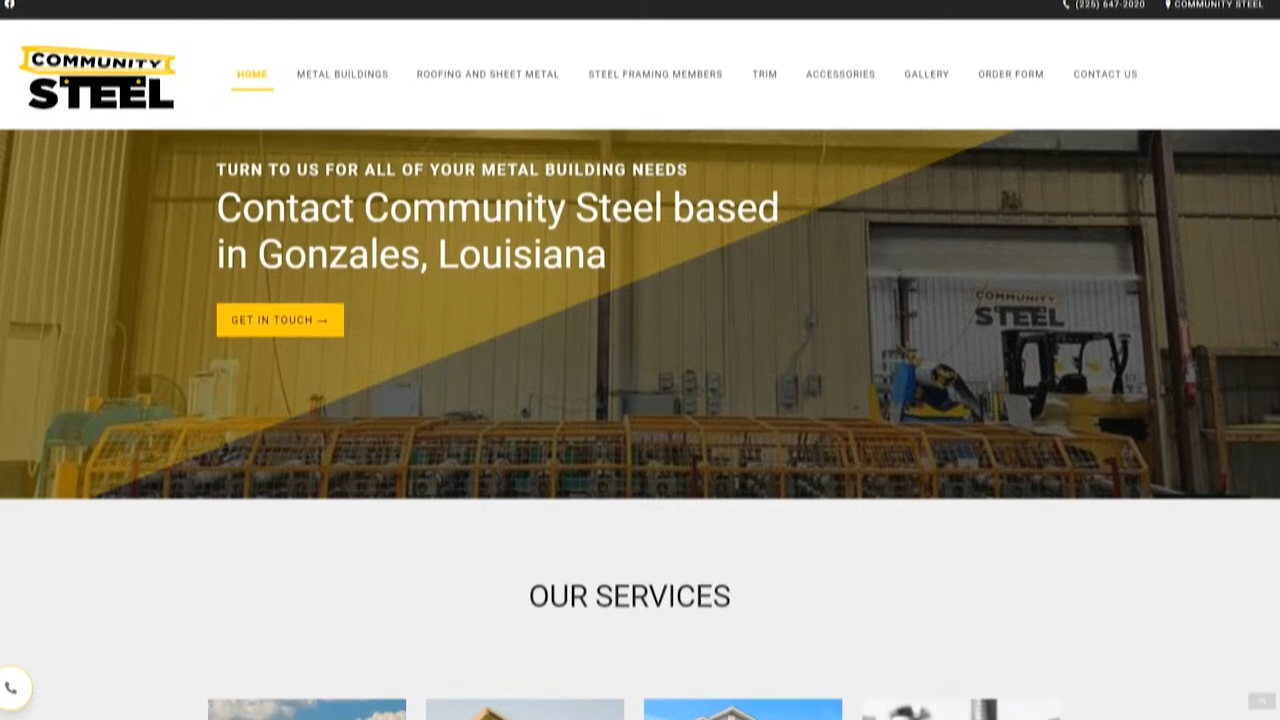 (225) 647-2020
COMMUNITY STEEL
COMMUNITY
STEEL
HOME
METAL BUILDINGS
ROOFING AND SHEET METAL
STEEL FRAMING MEMBERS
TRIM
ACCESSORIES
GALLERY
ORDER FORM
CONTACT US
TURN TO US FOR ALL OF YOUR METAL BUILDING NEEDS
Contact Community Steel based
in Gonzales, Louisiana
GET IN TOUCH →
COMMUNITY
STEEL
OUR SERVICES